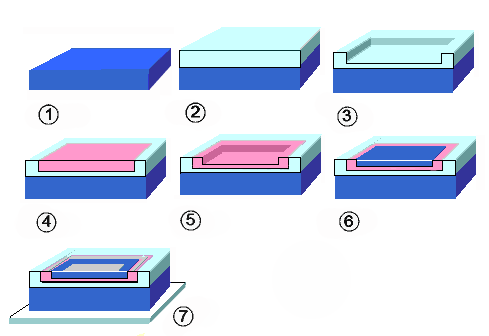 ① ② ③
④ ⑤ ⑥
⑦